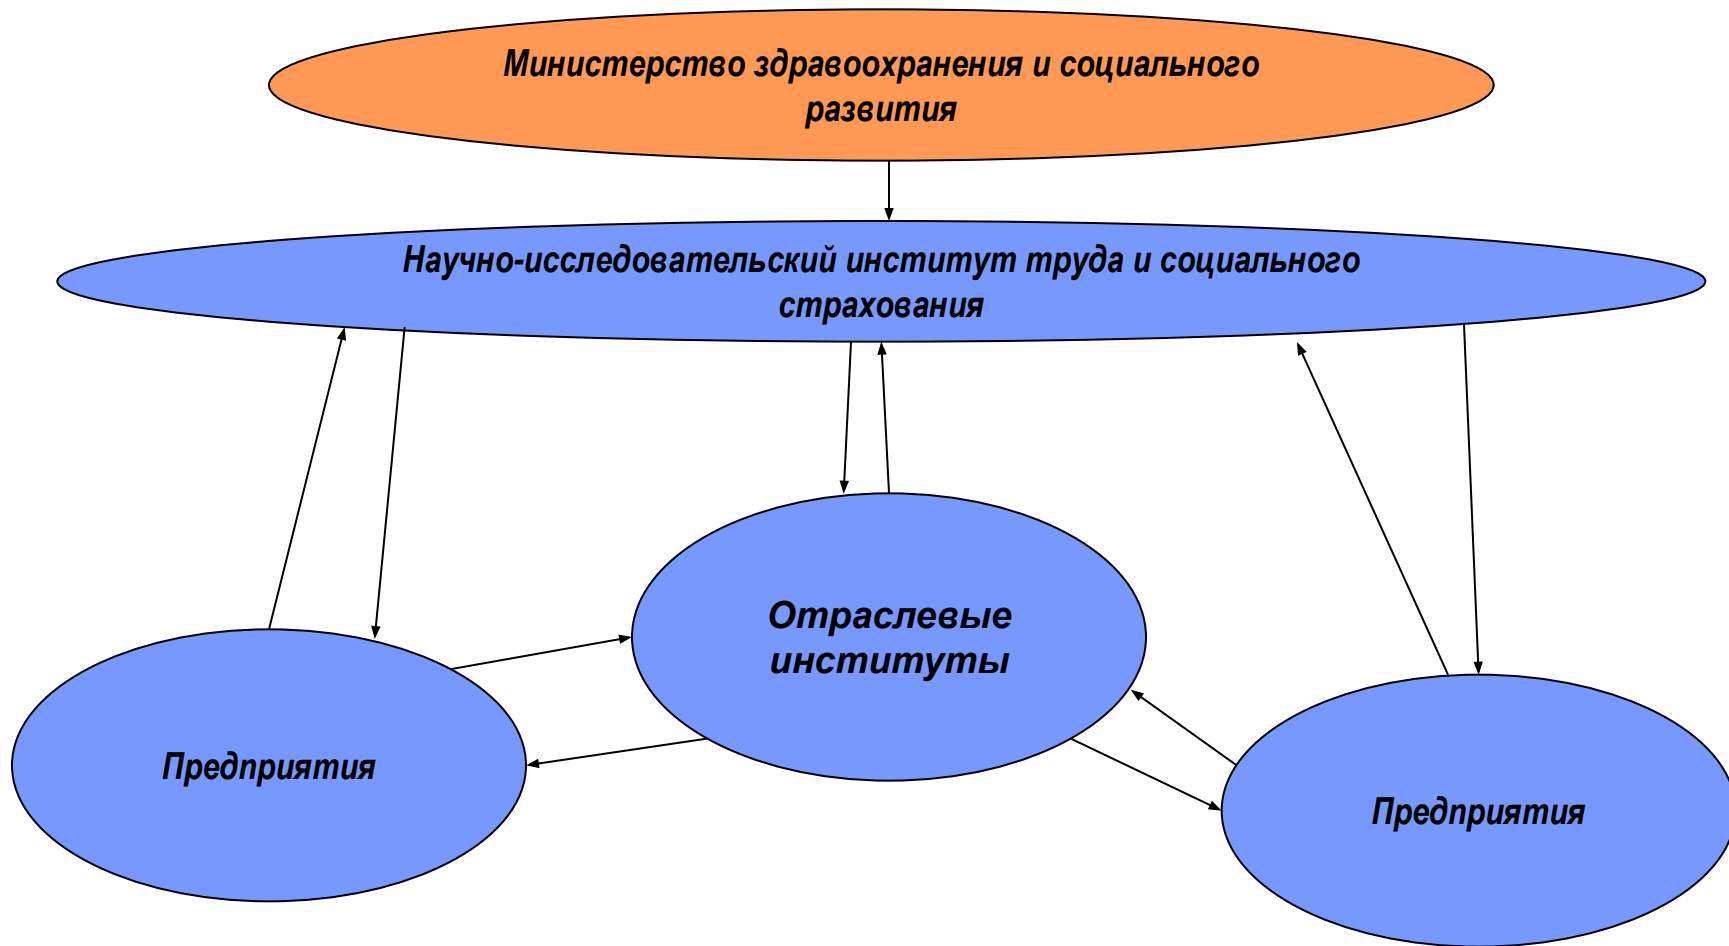 Министерство здравоохранения и социального
развития
Научно-исследовательский институт труда и социального
страхования
Отраслевые
институты
Предприятия
Предприятия